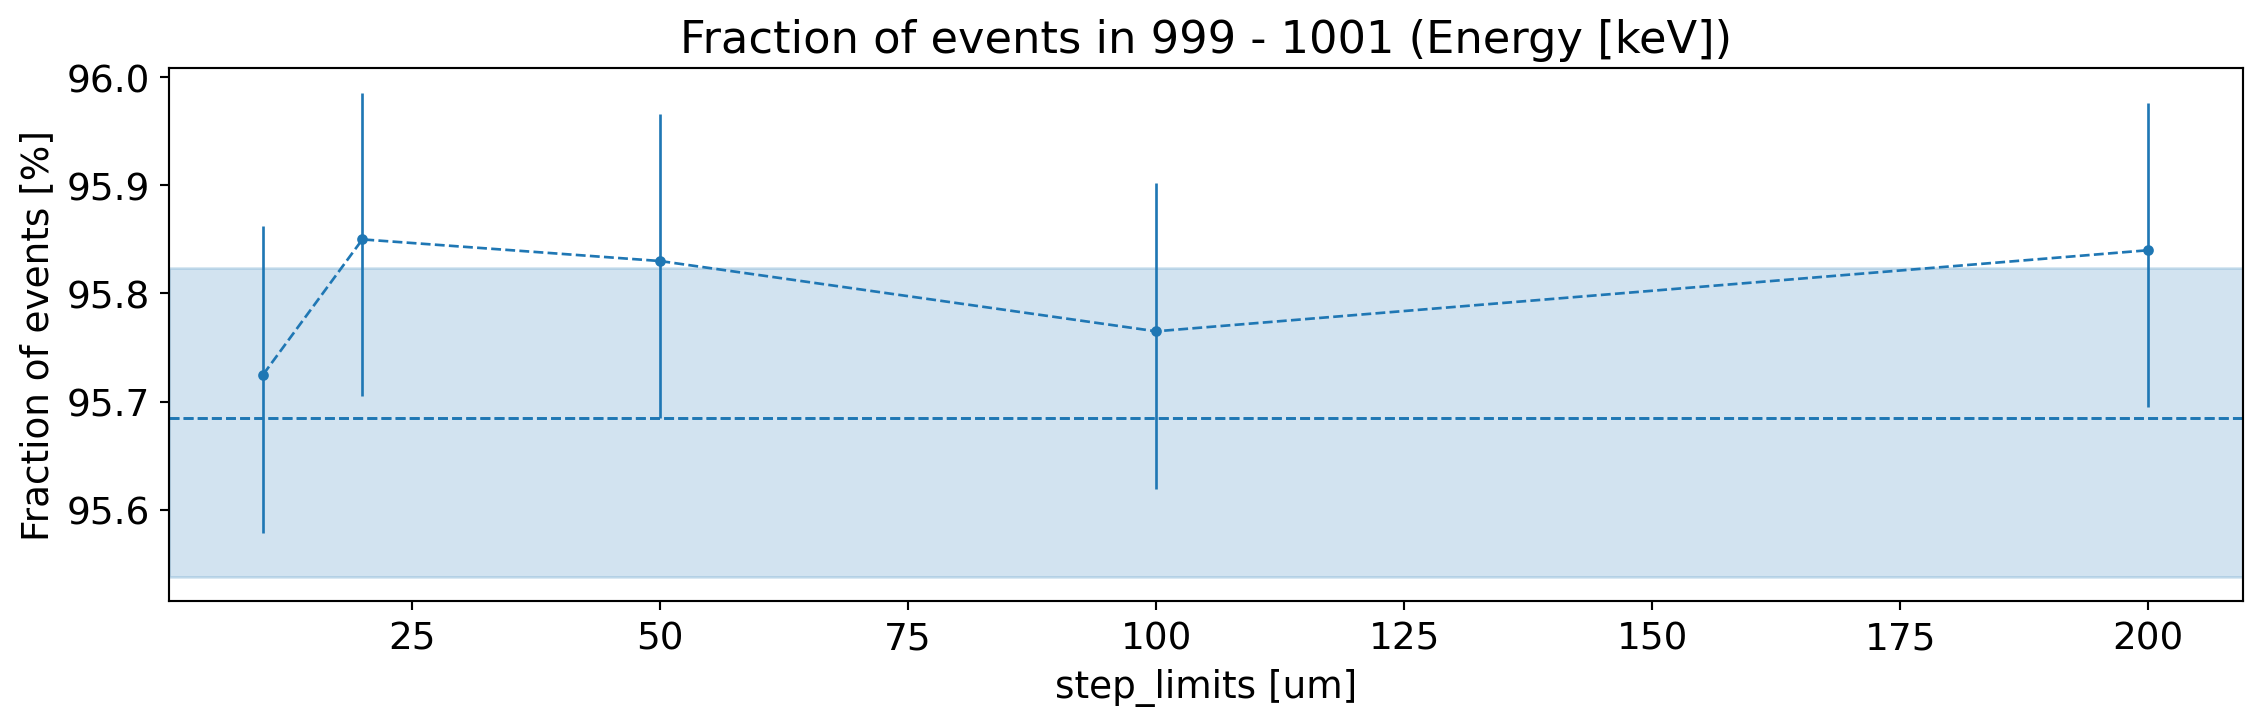 Fraction of events in 999 - 1001 (Energy [keV])
Fraction of events [%]
96.0
95.9
95.8
95.7
95.6
25 50 75 100 125 150 175 200
step_limits [um]